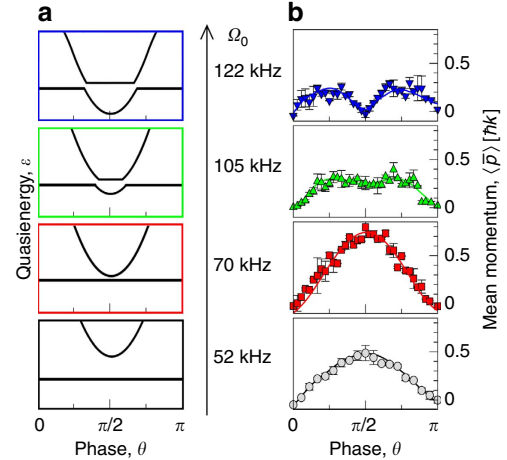 a
b
Ω0
122 kHz
105 kHz
70 kHz
52 kHz
Quasienergy, ε
0
π/2
π
Phase, θ
0.5
0
0.5
0
0.5
0
0.5
0
Mean momentum, ⟨p̄⟩ [ħk]
0
π/2
π
Phase, θ